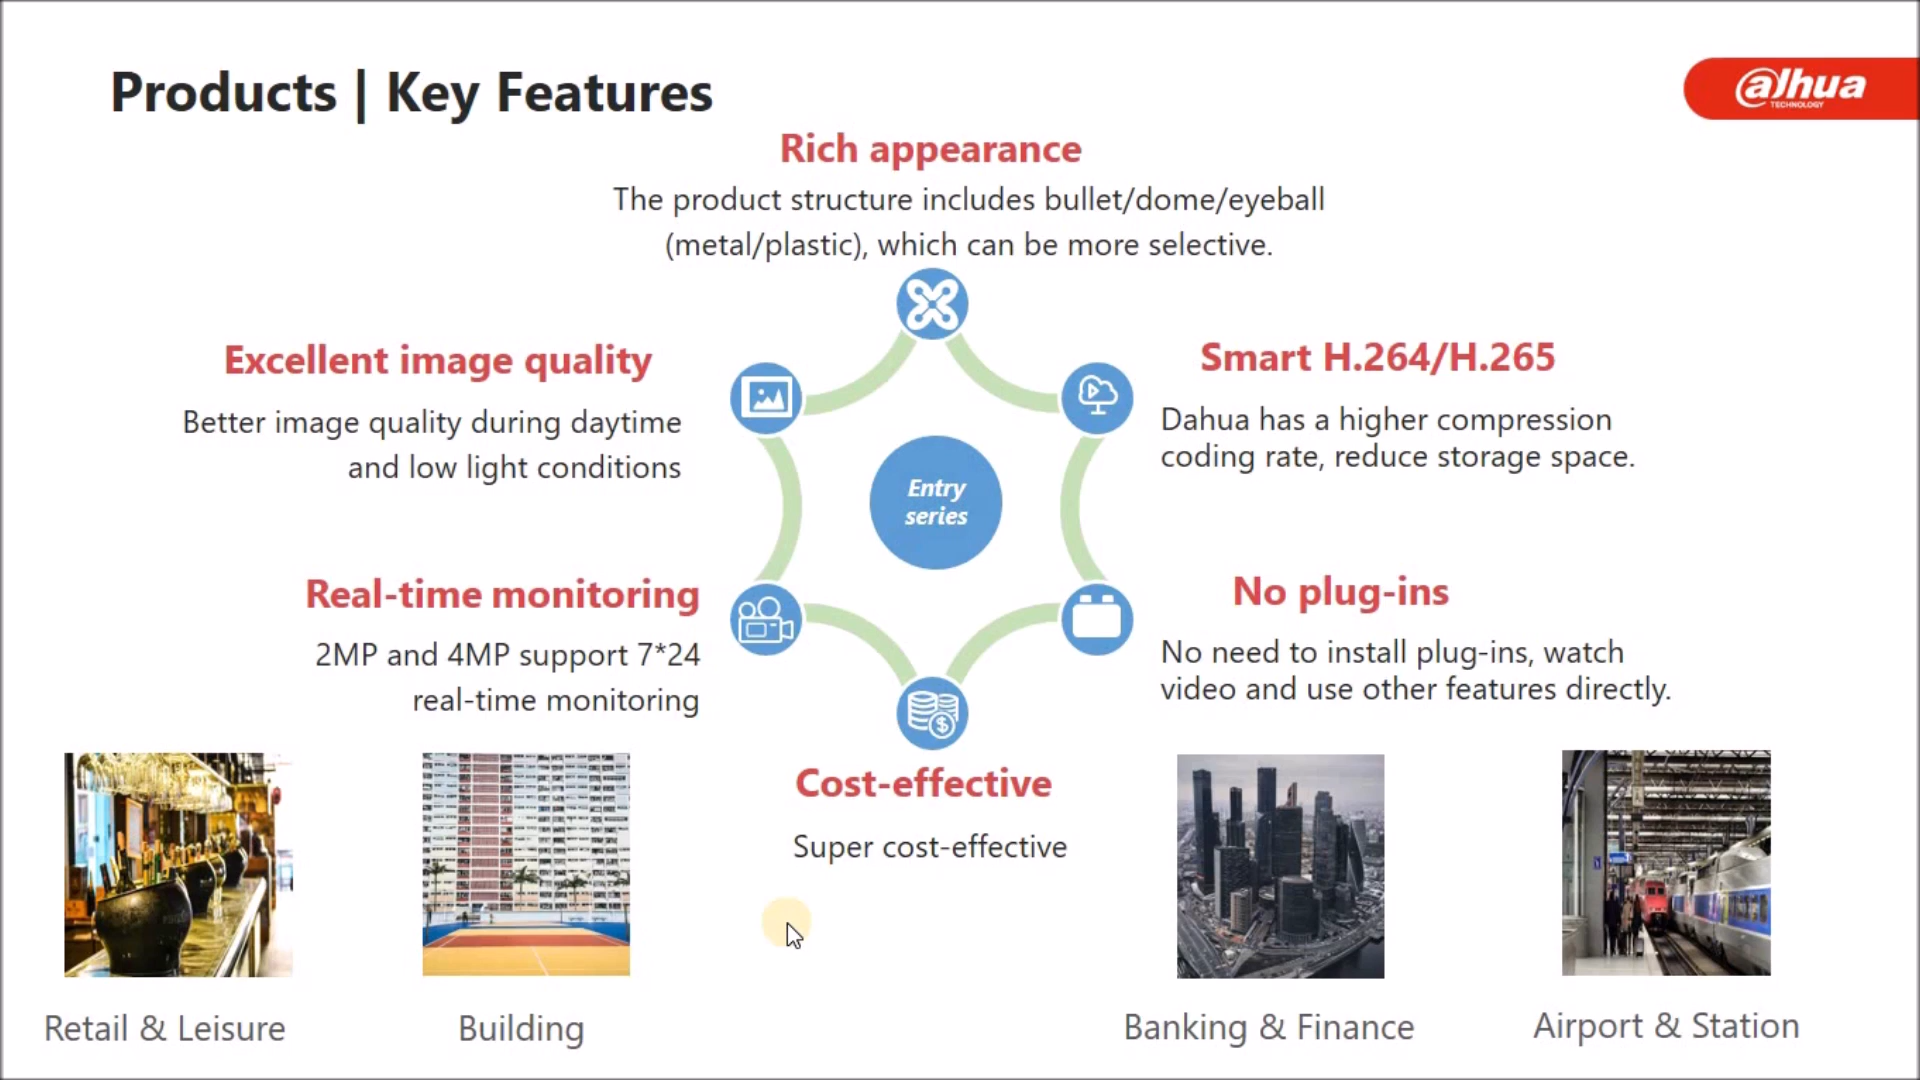 Products | Key Features
alhua
TECHNOLOGY
Rich appearance
The product structure includes bullet/dome/eyeball
(metal/plastic), which can be more selective.
Excellent image quality
Better image quality during daytime
and low light conditions
Smart H.264/H.265
Dahua has a higher compression
coding rate, reduce storage space.
Entry
series
Real-time monitoring
2MP and 4MP support 7*24
real-time monitoring
No plug-ins
No need to install plug-ins, watch
video and use other features directly.
Cost-effective
Super cost-effective
Retail & Leisure
Building
Banking & Finance
Airport & Station